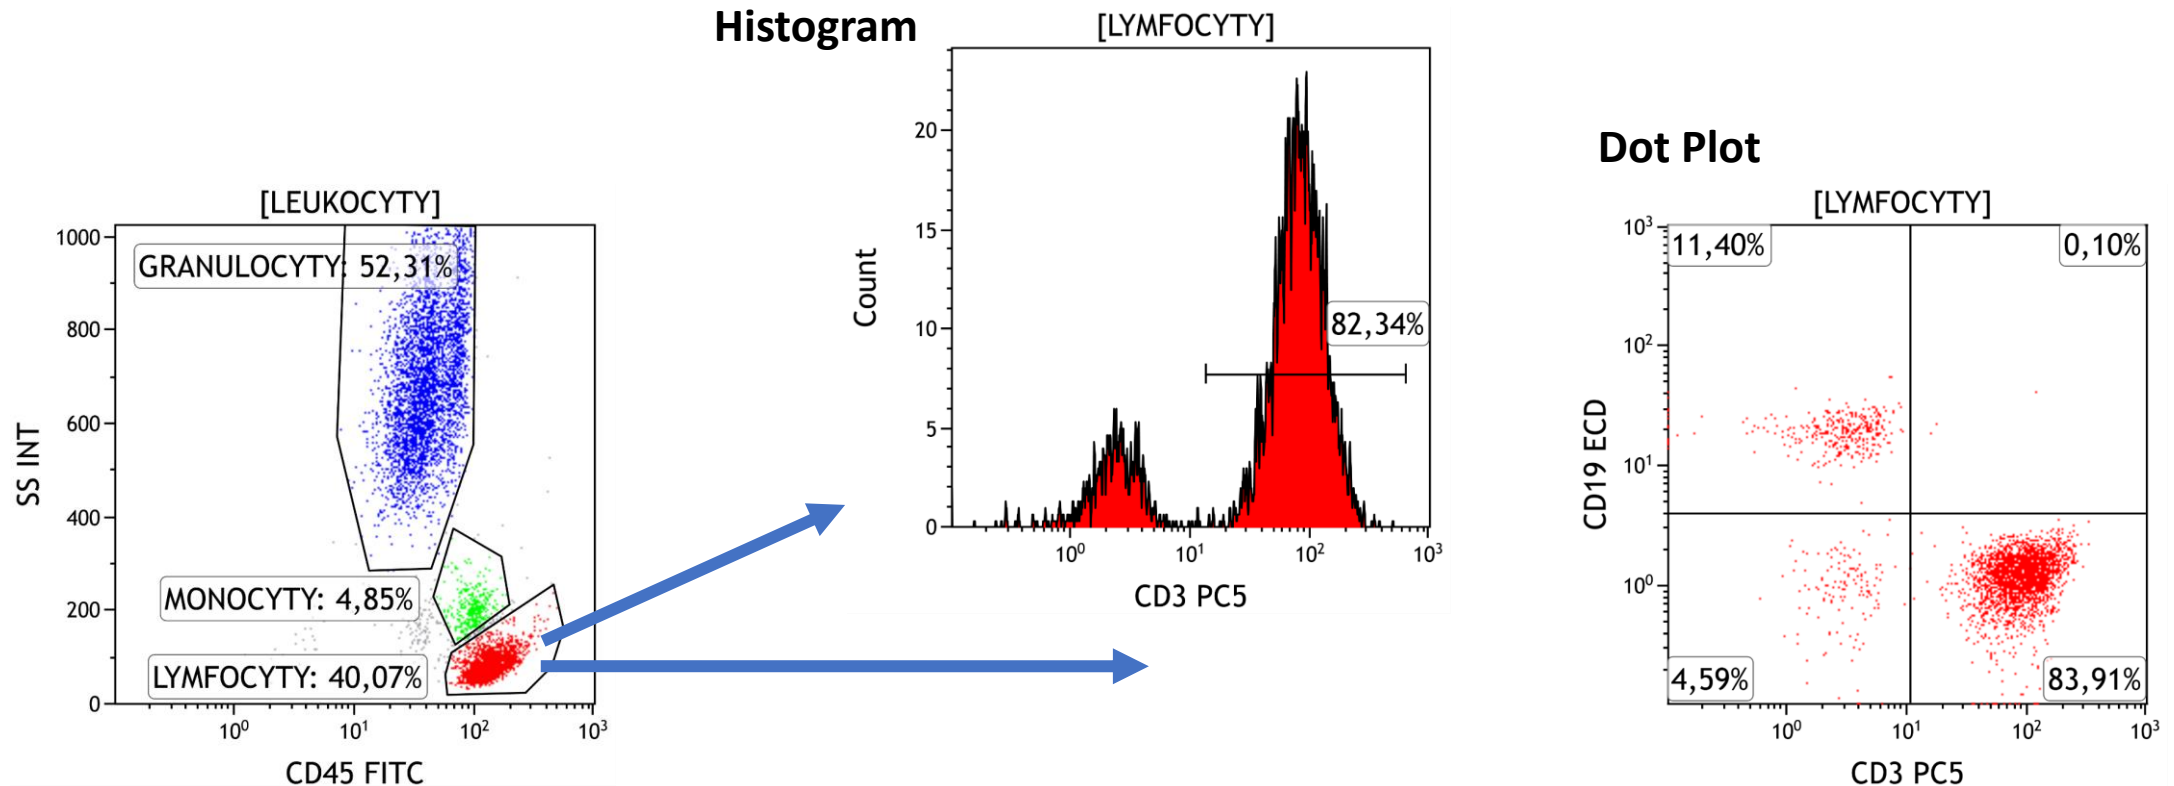 Histogram
[LYMFOCYTY]
20
15
10
5
0
Count
82,34%
10⁰
10¹
10²
10³
CD3 PC5
Dot Plot
[LEUKOCYTY]
1000
800
600
400
200
0
SS INT
GRANULOCYTY: 52,31%
MONOCYTY: 4,85%
LYMFOCYTY: 40,07%
10⁰
10¹
10²
10³
CD45 FITC
[LYMFOCYTY]
10³
10²
10¹
10⁰
CD19 ECD
11,40%
0,10%
4,59%
83,91%
10⁰
10¹
10²
10³
CD3 PC5